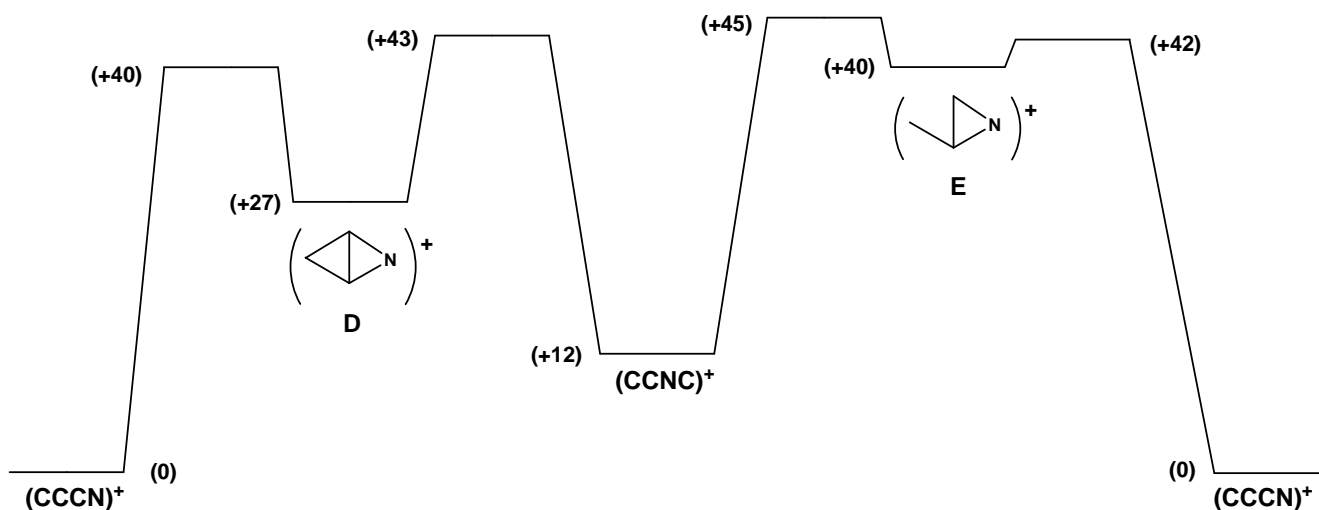 (+45)
(+43)
(+42)
(+40)
(+40)
N
+
E
(+27)
N
+
D
(+12)
(CCNC)+
(0)
(0)
(CCCN)+
(CCCN)+